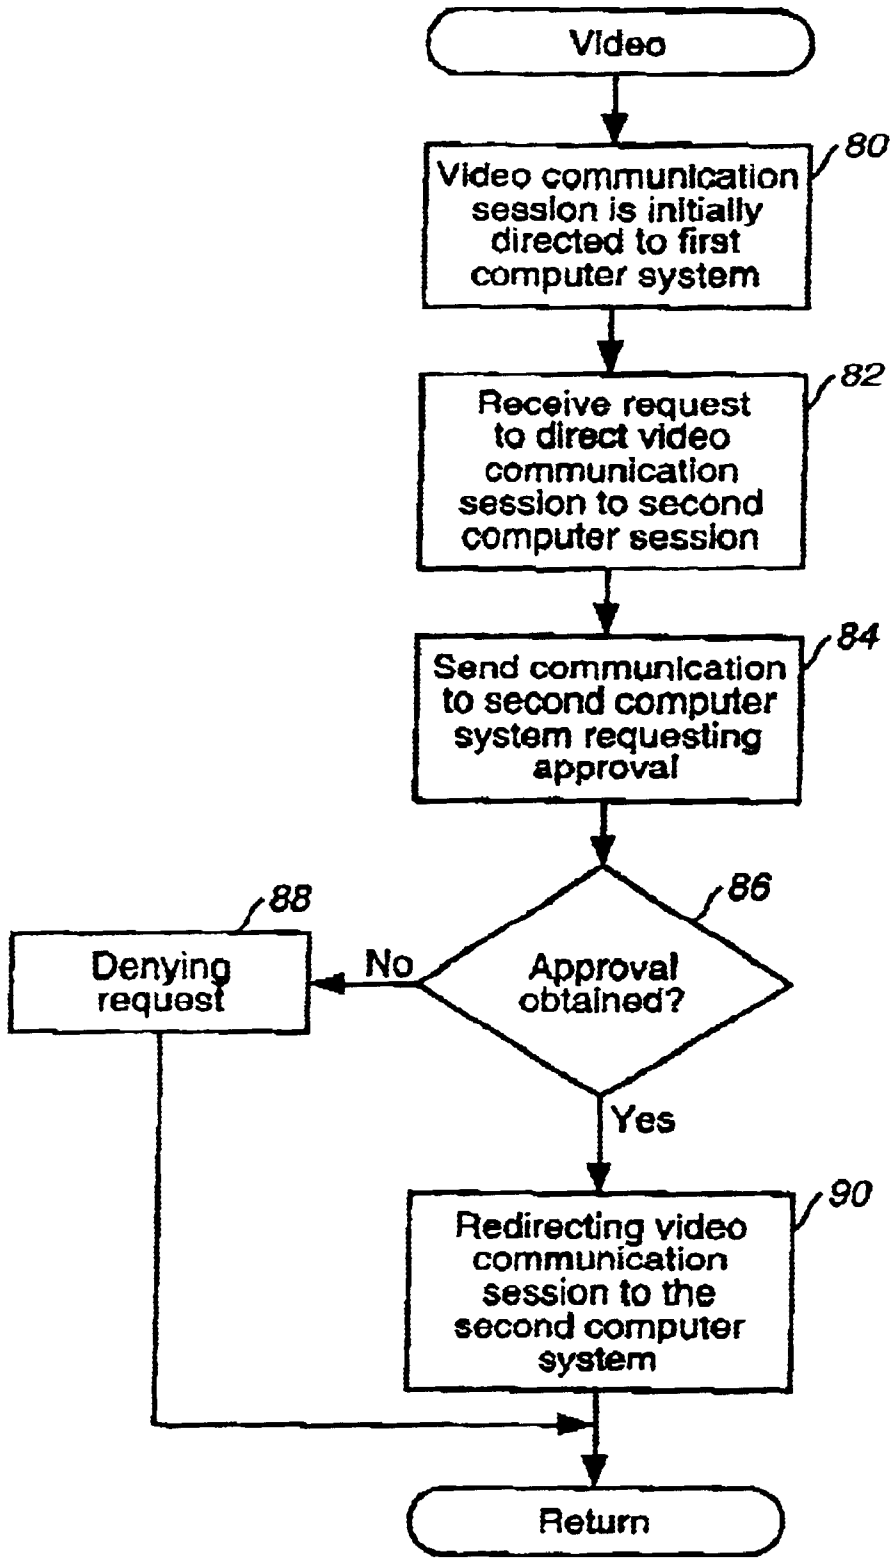 Video
80
Video communication
session is initially
directed to first
computer system
82
Receive request
to direct video
communication
session to second
computer session
84
Send communication
to second computer
system requesting
approval
86
Approval
obtained?
No
88
Denying
request
Yes
90
Redirecting video
communication
session to the
second computer
system
Return